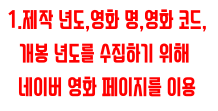 1.제작 년도,영화 명,영화 코드,
개봉 년도를 수집하기 위해
네이버 영화 페이지를 이용